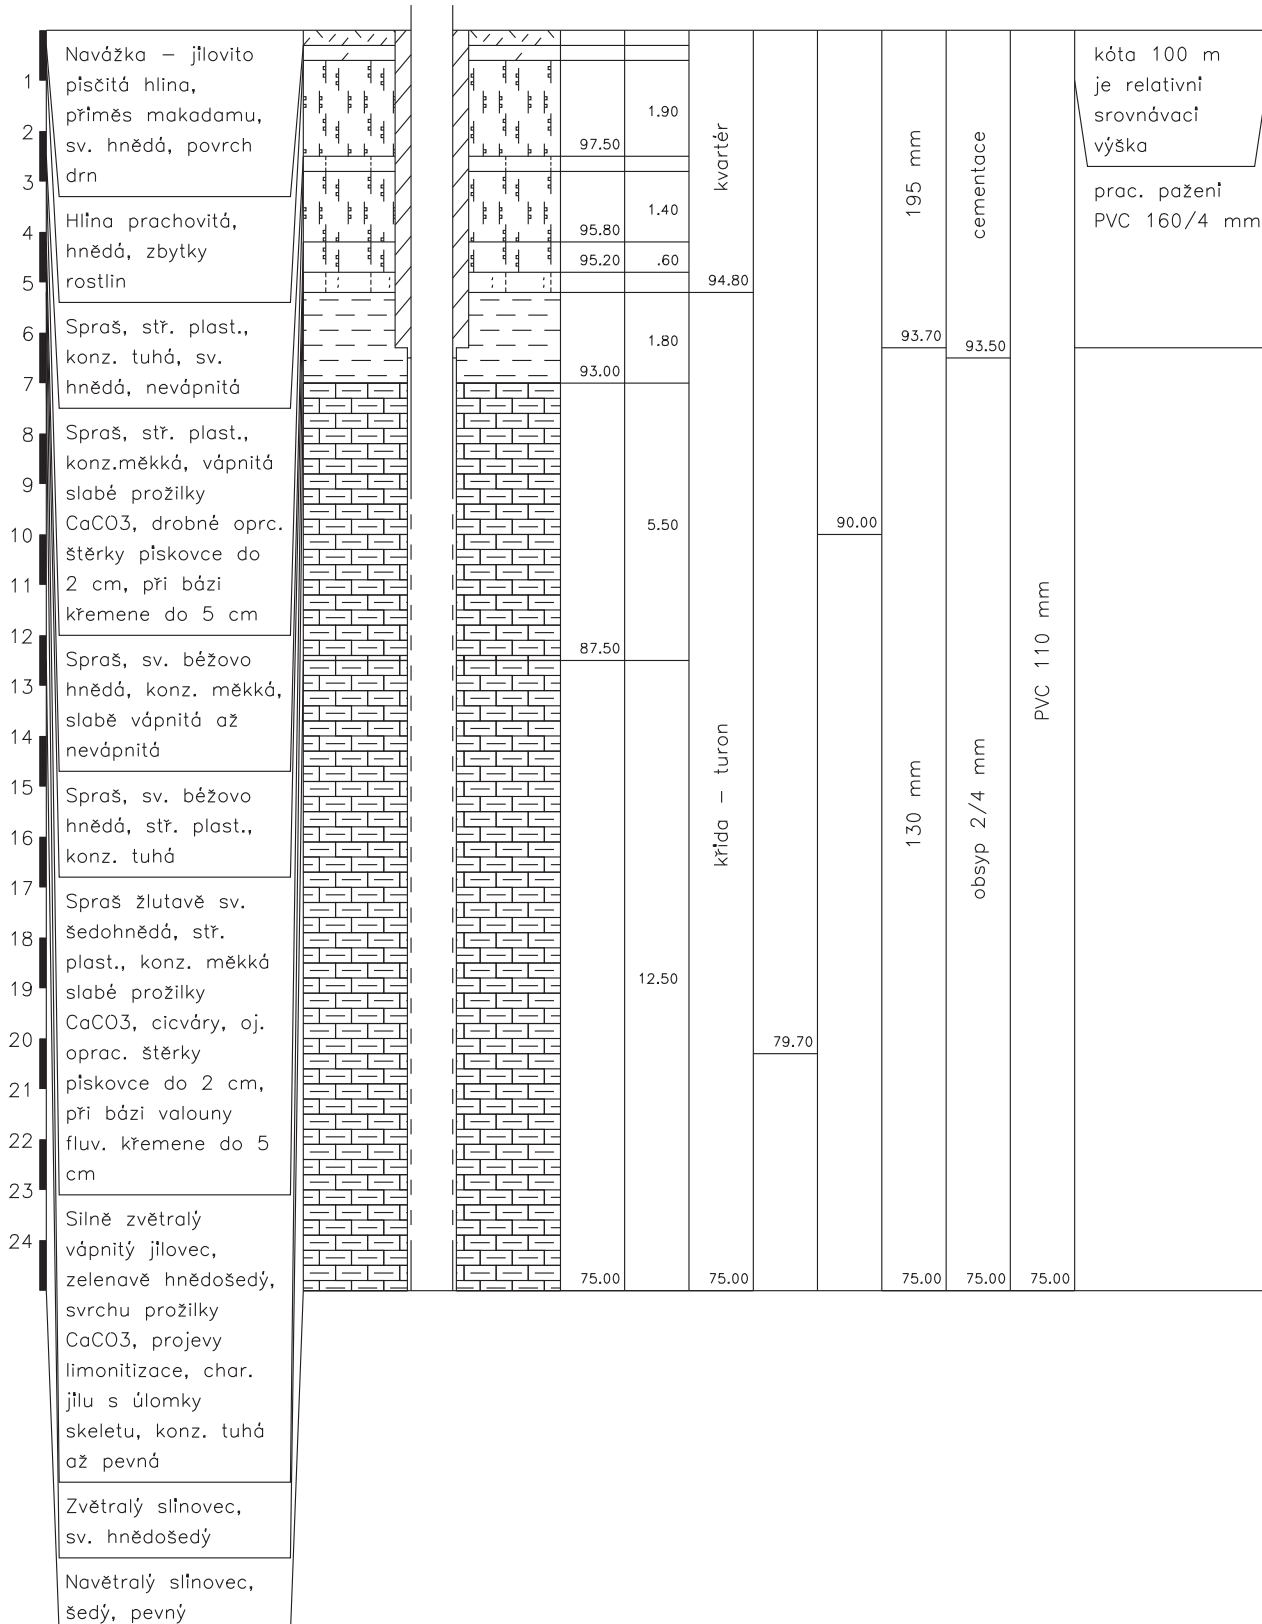 1
2
3
4
5
6
7
8
9
10
11
12
13
14
15
16
17
18
19
20
21
22
23
24
Navážka – jílovito
písčitá hlína,
příměs makadamu,
sv. hnědá, povrch
drn
Hlína prachovitá,
hnědá, zbytky
rostlin
Spraš, stř. plast.,
konz. tuhá, sv.
hnědá, nevápnitá
Spraš, stř. plast.,
konz.měkká, vápnitá
slabé prožilky
CaCO3, drobné oprc.
štěrky pískovce do
2 cm, při bázi
křemene do 5 cm
Spraš, sv. béžovo
hnědá, konz. měkká,
slabě vápnitá až
nevápnitá
Spraš, sv. béžovo
hnědá, stř. plast.,
konz. tuhá
Spraš žlutavě sv.
šedohnědá, stř.
plast., konz. měkká
slabé prožilky
CaCO3, cicváry, oj.
oprac. štěrky
pískovce do 2 cm,
při bázi valouny
fluv. křemene do 5
cm
Silně zvětralý
vápnitý jílovec,
zelenavě hnědošedý,
svrchu prožilky
CaCO3, projevy
limonitizace, char.
jílu s úlomky
skeletu, konz. tuhá
až pevná
Zvětralý slínovec,
sv. hnědošedý
Navětralý slínovec,
šedý, pevný
97.50
95.80
95.20
93.00
87.50
75.00
1.90
1.40
.60
1.80
5.50
12.50
kvartér
94.80
křída – turon
75.00
79.70
90.00
195 mm
93.70
130 mm
75.00
cementace
93.50
obsyp 2/4 mm
75.00
PVC 110 mm
75.00
kóta 100 m
je relativní
srovnávací
výška
prac. pažení
PVC 160/4 mm